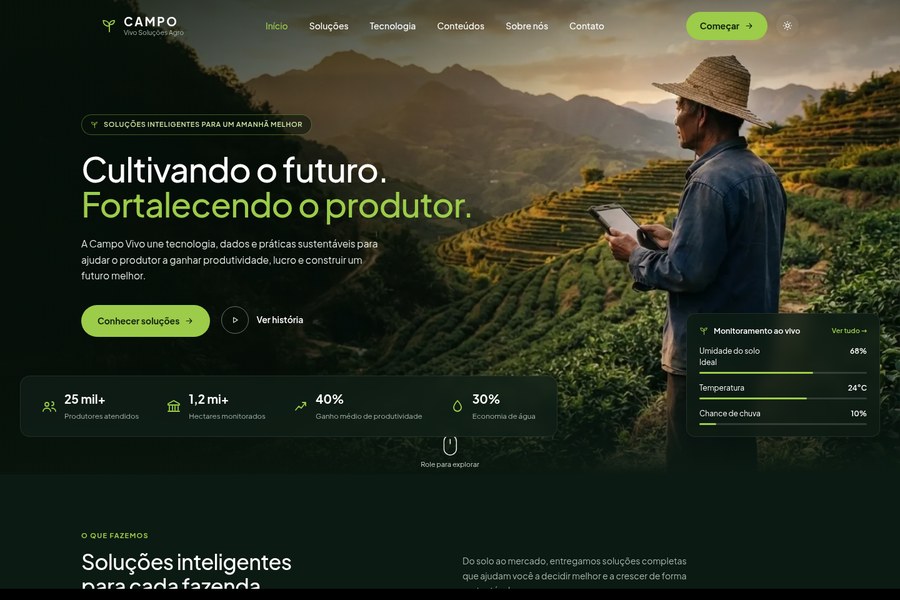 CAMPO
Vivo Soluções Agro
Início
Soluções
Tecnologia
Conteúdos
Sobre nós
Contato
Começar →
SOLUÇÕES INTELIGENTES PARA UM AMANHÃ MELHOR
Cultivando o futuro.
Fortalecendo o produtor.
A Campo Vivo une tecnologia, dados e práticas sustentáveis para
ajudar o produtor a ganhar produtividade, lucro e construir um
futuro melhor.
Conhecer soluções →
Ver história
Monitoramento ao vivo
Ver tudo →
Umidade do solo
Ideal
68%
Temperatura
24°C
Chance de chuva
10%
25 mil+
Produtores atendidos
1,2 mi+
Hectares monitorados
40%
Ganho médio de produtividade
30%
Economia de água
Role para explorar
O QUE FAZEMOS
Soluções inteligentes
para cada fazenda
Do solo ao mercado, entregamos soluções completas
que ajudam você a decidir melhor e a crescer de forma